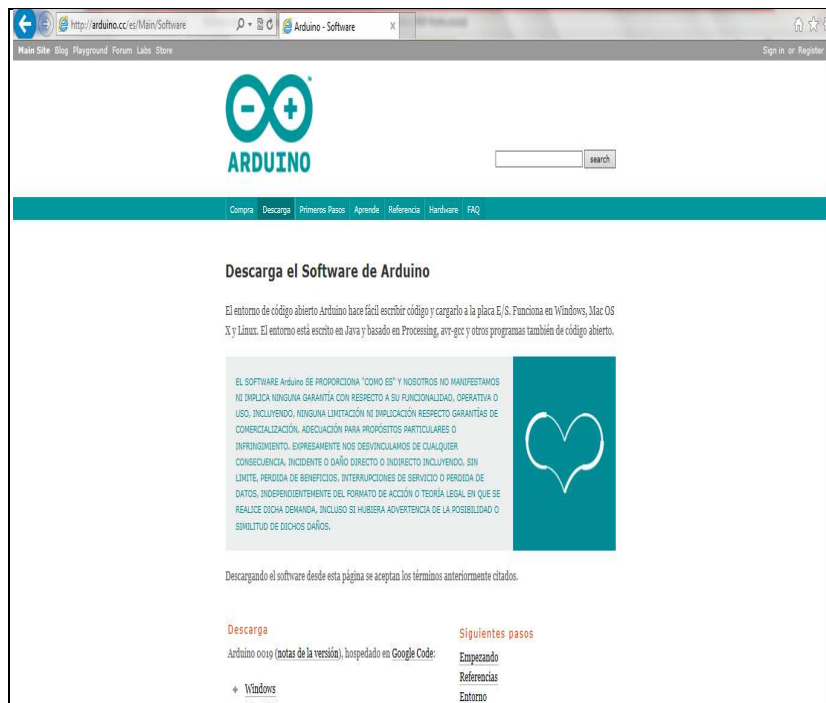 http://arduino.cc/es/Main/Software
Arduino - Software
Main Site Blog Playground Forum Labs Store
Sign in or Register
ARDUINO
search
Compra Descarga Primeros Pasos Aprende Referencia Hardware FAQ
Descarga el Software de Arduino
El entorno de código abierto Arduino hace fácil escribir código y cargarlo a la placa E/S. Funciona en Windows, Mac OS
X y Linux. El entorno está escrito en Java y basado en Processing, avr-gcc y otros programas también de código abierto.
EL SOFTWARE Arduino SE PROPORCIONA "COMO ES" Y NOSOTROS NO MANIFESTAMOS
NI IMPLICA NINGUNA GARANTÍA CON RESPECTO A SU FUNCIONALIDAD, OPERATIVA O
USO, INCLUYENDO, NINGUNA LIMITACIÓN NI IMPLICACIÓN RESPECTO GARANTÍAS DE
COMERCIALIZACIÓN, ADECUACIÓN PARA PROPÓSITOS PARTICULARES O
INFRINGIMIENTO. EXPRESAMENTE NOS DESVINCULAMOS DE CUALQUIER
CONSECUENCIA, INCIDENTE O DAÑO DIRECTO O INDIRECTO INCLUYENDO, SIN
LIMITE, PERDIDA DE BENEFICIOS, INTERRUPCIONES DE SERVICIO O PERDIDA DE
DATOS, INDEPENDIENTEMENTE DEL FORMATO DE ACCIÓN O TEORÍA LEGAL EN QUE SE
REALICE DICHA DEMANDA, INCLUSO SI HUBIERA ADVERTENCIA DE LA POSIBILIDAD O
SIMILITUD DE DICHOS DAÑOS.
Descargando el software desde esta página se aceptan los términos anteriormente citados.
Descarga
Arduino 0019 (notas de la versión), hospedado en Google Code:
Windows
Siguientes pasos
Empezando
Referencias
Entorno